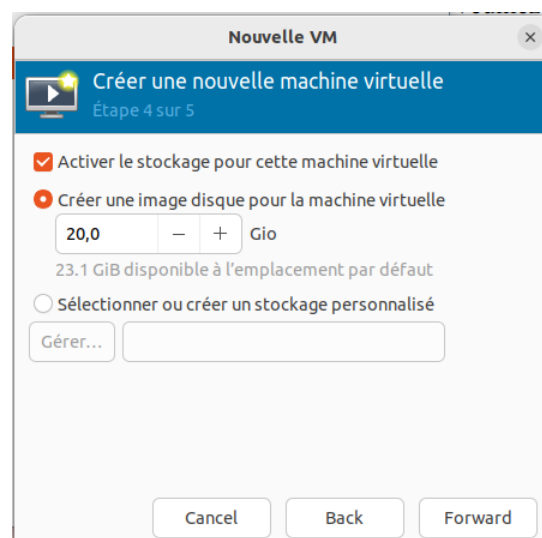 Nouvelle VM
Créer une nouvelle machine virtuelle
Étape 4 sur 5
Activer le stockage pour cette machine virtuelle
Créer une image disque pour la machine virtuelle
20,0 − + Gio
23.1 GiB disponible à l’emplacement par défaut
Sélectionner ou créer un stockage personnalisé
Gérer…
Cancel Back Forward